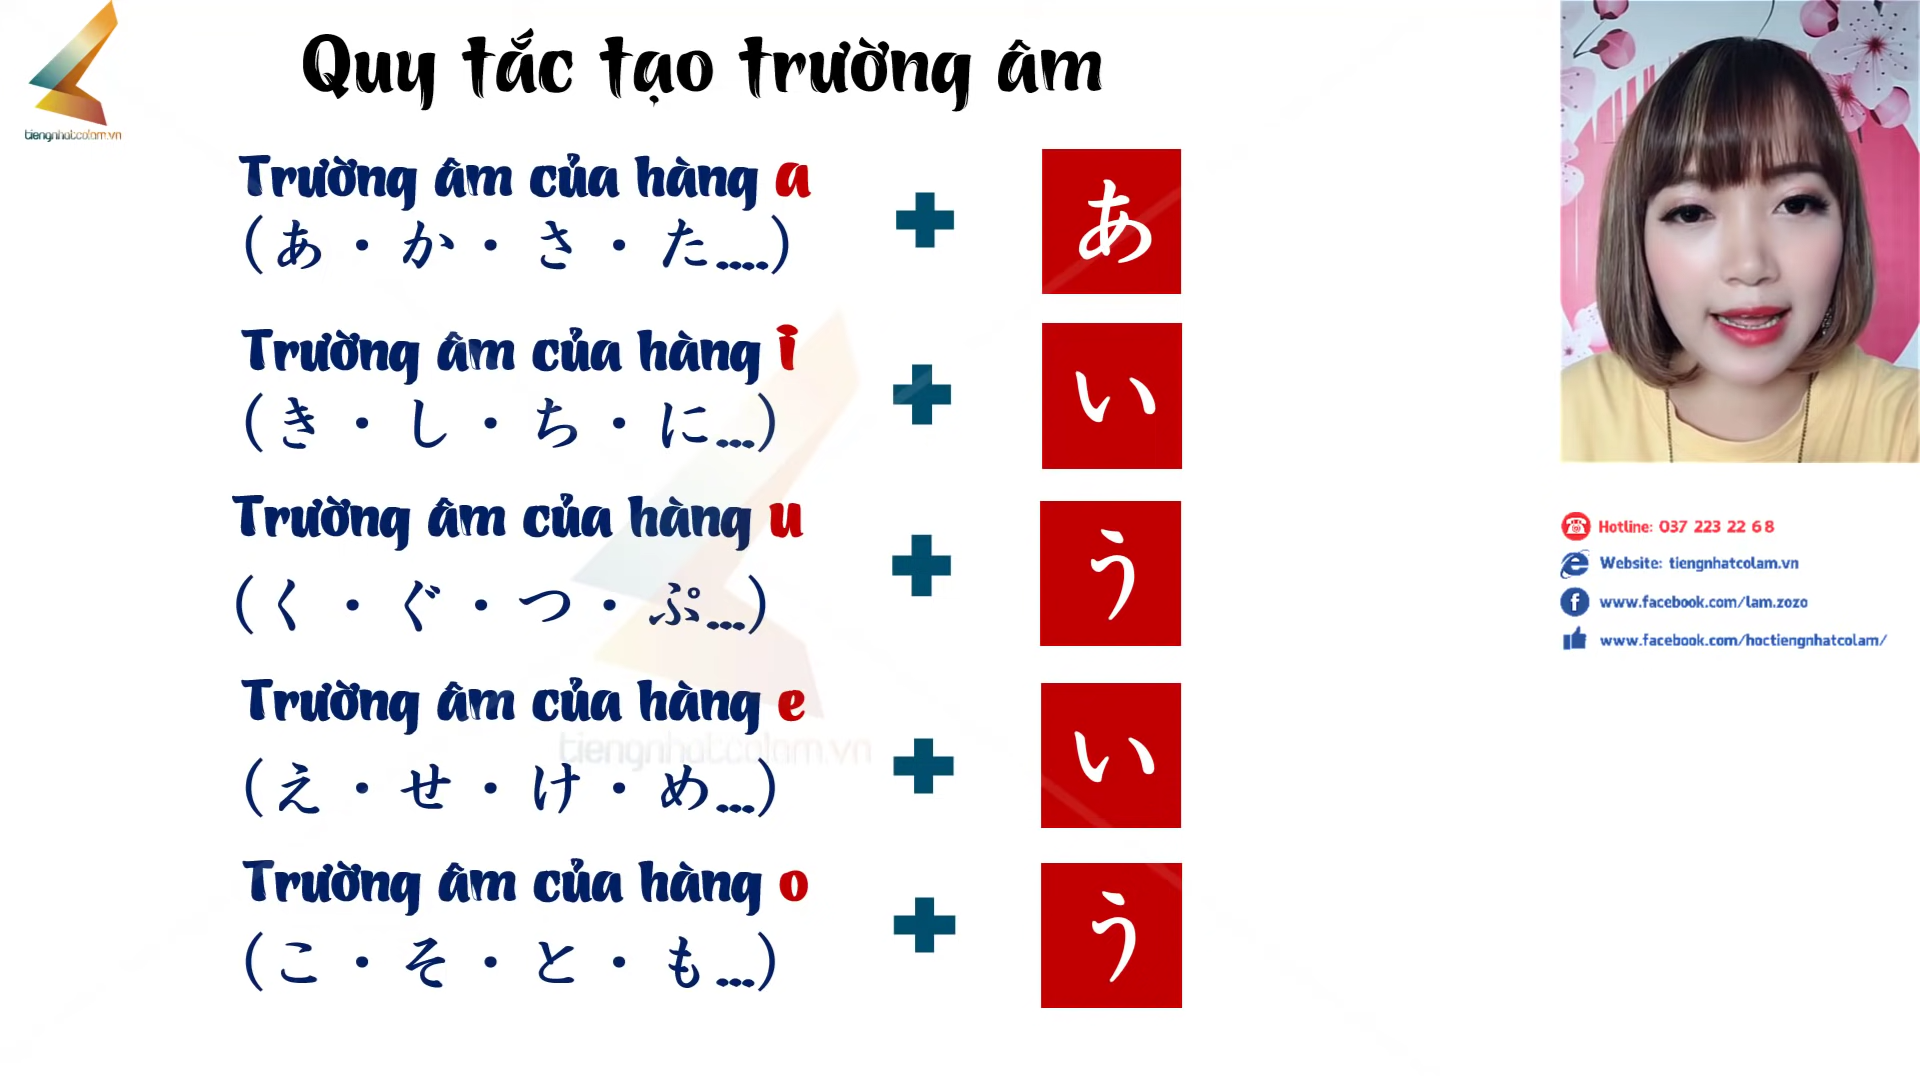 tiengnhatcolam.vn
Quy tắc tạo trường âm
Trường âm của hàng a
(あ・か・さ・た.....)
+
あ
Trường âm của hàng i
(き・し・ち・に...)
+
い
Trường âm của hàng u
(く・ぐ・つ・ぷ...)
+
う
Trường âm của hàng e
(え・せ・け・め...)
+
い
tiengnhatcolam.vn
Trường âm của hàng o
(こ・そ・と・も...)
+
う
Hotline: 037 223 22 68
Website: tiengnhatcolam.vn
www.facebook.com/lam.zozo
www.facebook.com/hoctiengnhatcolam/